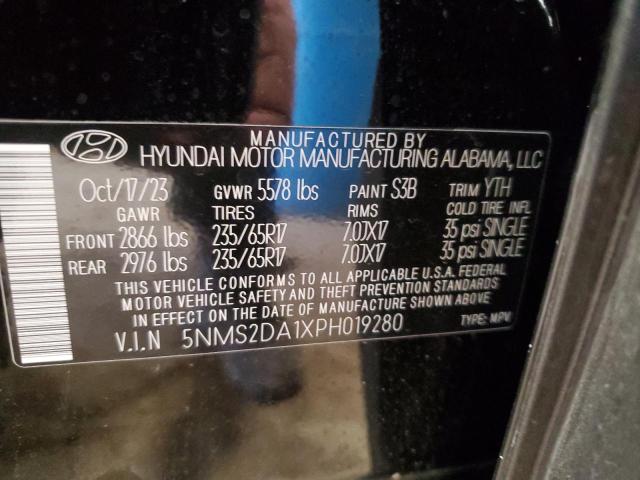 MANUFACTURED BY
HYUNDAI MOTOR MANUFACTURING ALABAMA, LLC
Oct/17/23 GVWR 5578 lbs PAINT S3B TRIM YTH
GAWR TIRES RIMS COLD TIRE INFL
FRONT 2866 lbs 235/65R17 7.0JX17 35 psi SINGLE
REAR 2976 lbs 235/65R17 7.0JX17 35 psi SINGLE
THIS VEHICLE CONFORMS TO ALL APPLICABLE U.S.A. FEDERAL
MOTOR VEHICLE SAFETY AND THEFT PREVENTION STANDARDS
IN EFFECT ON THE DATE OF MANUFACTURE SHOWN ABOVE.
V.I.N 5NMS2DA1XPH019280 TYPE: MPV